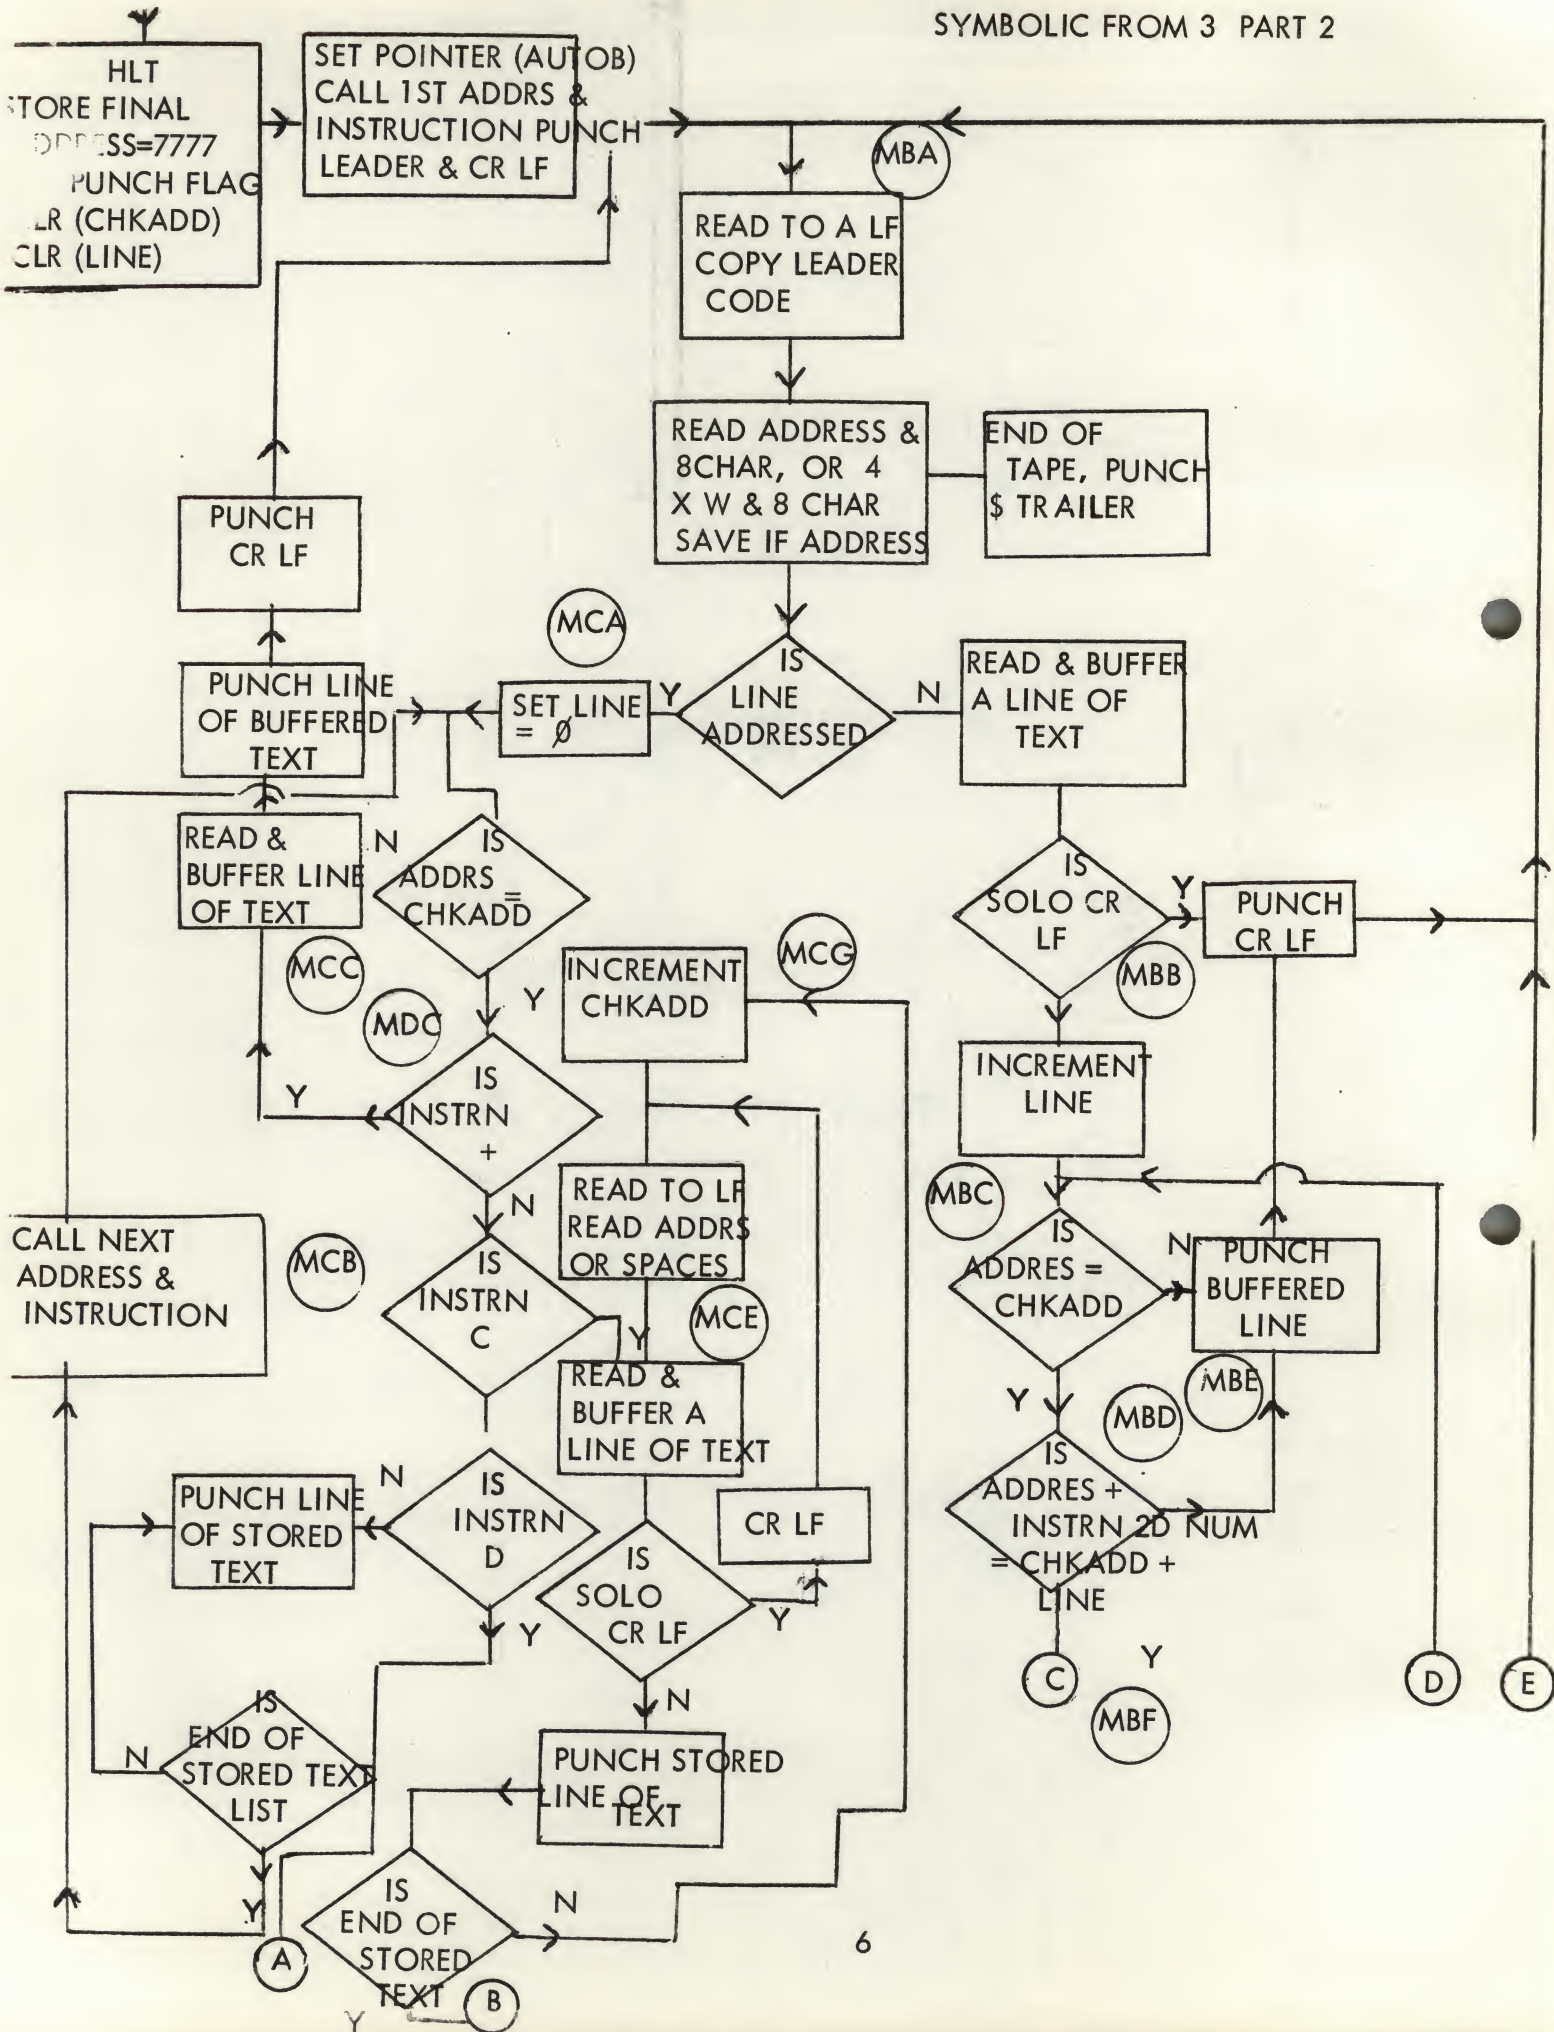 SYMBOLIC FROM 3 PART 2
HLT
STORE FINAL
SS=7777
PUNCH FLAG
(CHKADD)
CLR (LINE)
SET POINTER (AUTOB)
CALL 1ST ADDRS &
INSTRUCTION PUNCH
LEADER & CR LF
MBA
READ TO A LF
COPY LEADER
CODE
READ ADDRESS &
8CHAR, OR 4
X W & 8 CHAR
SAVE IF ADDRESS
END OF
TAPE, PUNCH
$ TRAILER
PUNCH
CR LF
MCA
IS
LINE
ADDRESSED
Y
N
SET LINE
= Ø
READ & BUFFER
A LINE OF
TEXT
PUNCH LINE
OF BUFFERED
TEXT
READ &
BUFFER LINE
OF TEXT
N
IS
ADDRS =
CHKADD
Y
IS
SOLO CR
LF
Y
PUNCH
CR LF
MBB
MCC
MDC
INCREMENT
CHKADD
MCG
INCREMENT
LINE
IS
INSTRN
+
Y
N
READ TO LF
READ ADDRS
OR SPACES
MBC
CALL NEXT
ADDRESS &
INSTRUCTION
MCB
IS
INSTRN
C
Y
MCE
IS
ADDRES =
CHKADD
N
Y
PUNCH
BUFFERED
LINE
READ &
BUFFER A
LINE OF TEXT
MBD
MBE
PUNCH LINE
OF STORED
TEXT
N
IS
INSTRN
D
Y
CR LF
IS
SOLO
CR LF
Y
N
IS
ADDRES +
INSTRN 2D NUM
= CHKADD +
LINE
Y
C
MBF
D
E
IS
END OF
STORED TEXT
LIST
N
Y
PUNCH STORED
LINE OF
TEXT
IS
END OF
STORED
TEXT
N
Y
A
B
6